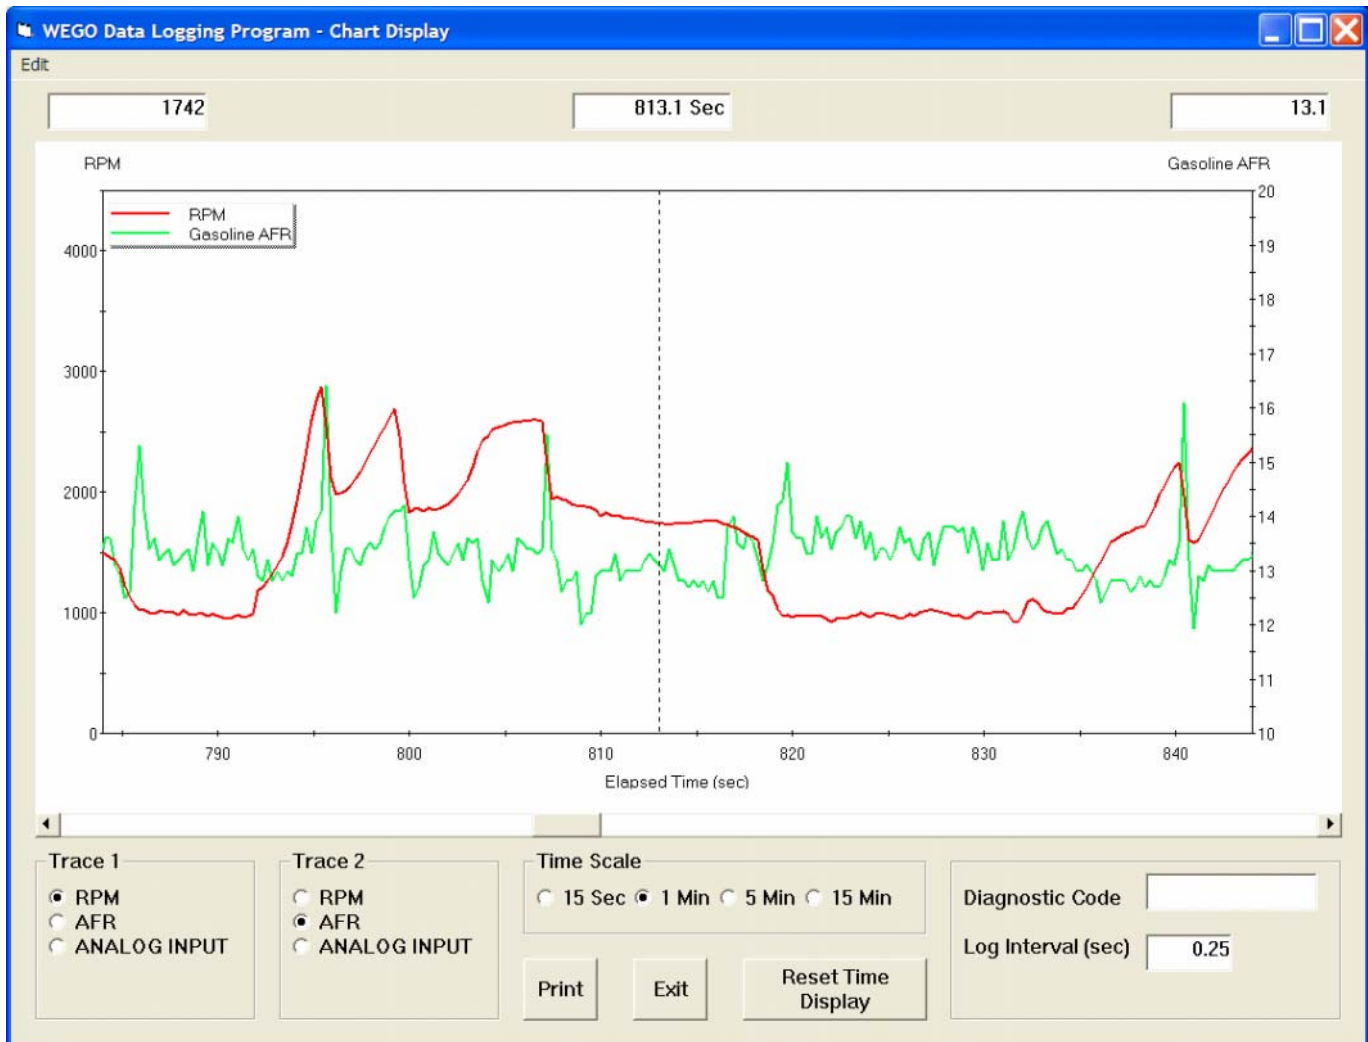 WEGO Data Logging Program - Chart Display
Edit
1742
813.1 Sec
13.1
RPM
Gasoline AFR
RPM
Gasoline AFR
4000
3000
2000
1000
0
20
19
18
17
16
15
14
13
12
11
10
790
800
810
820
830
840
Elapsed Time (sec)
Trace 1
RPM
AFR
ANALOG INPUT
Trace 2
RPM
AFR
ANALOG INPUT
Time Scale
15 Sec
1 Min
5 Min
15 Min
Print
Exit
Reset Time
Display
Diagnostic Code
Log Interval (sec)
0.25